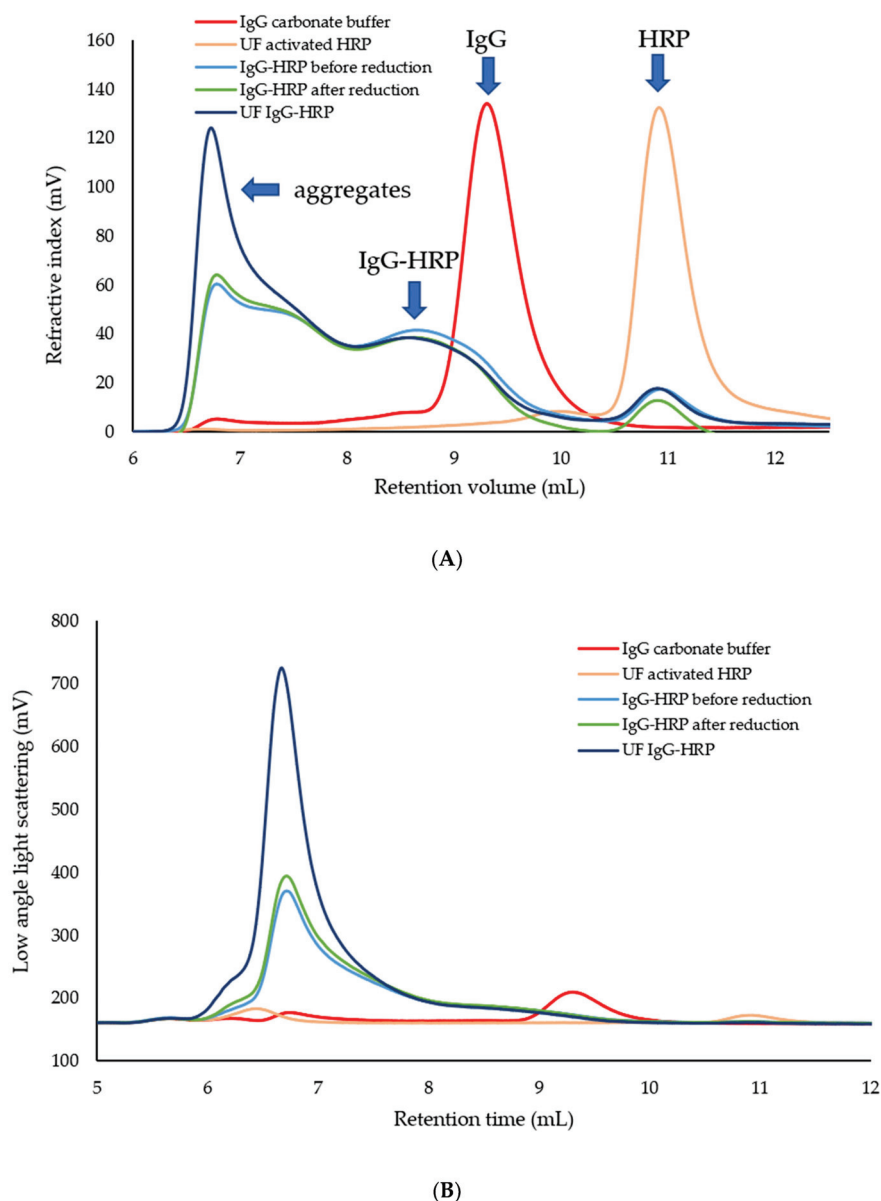 IgG carbonate buffer
UF activated HRP
IgG-HRP before reduction
IgG-HRP after reduction
UF IgG-HRP
IgG
HRP
aggregates
IgG-HRP
Refractive index (mV)
160
140
120
100
80
60
40
20
0
6 7 8 9 10 11 12
Retention volume (mL)
(A)
IgG carbonate buffer
UF activated HRP
IgG-HRP before reduction
IgG-HRP after reduction
UF IgG-HRP
Low angle light scattering (mV)
800
700
600
500
400
300
200
100
5 6 7 8 9 10 11 12
Retention time (mL)
(B)